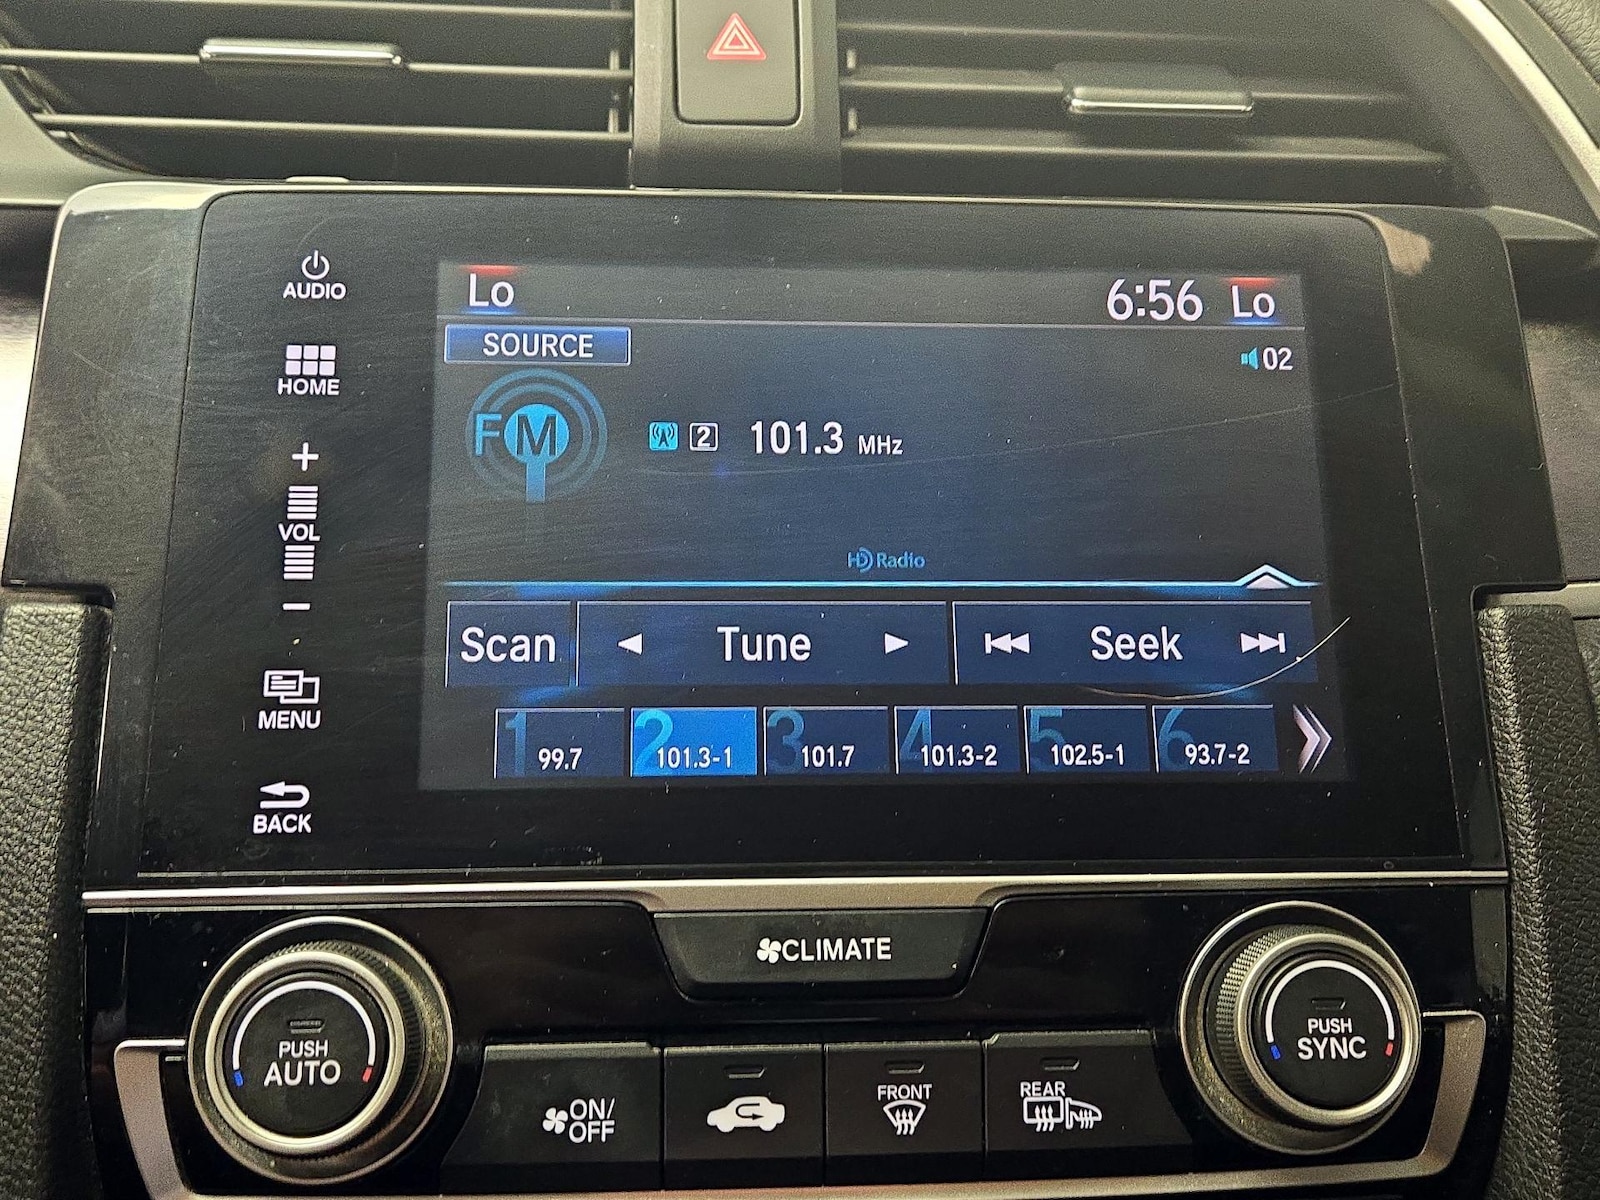 AUDIO
HOME
+
VOL
−
MENU
BACK
Lo
6:56 Lo
SOURCE
02
FM
2 101.3 MHz
HD Radio
Scan Tune Seek
1 99.7
2 101.3-1
3 101.7
4 101.3-2
5 102.5-1
6 93.7-2
CLIMATE
PUSH
AUTO
ON/
OFF
FRONT
REAR
PUSH
SYNC